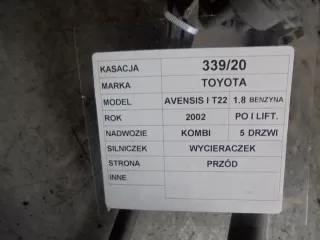 KASACJA 339/20
MARKA TOYOTA
MODEL AVENSIS I T22 1.8 BENZYNA
ROK 2002 PO I LIFT.
NADWOZIE KOMBI 5 DRZWI
SILNICZEK WYCIERACZEK
STRONA PRZÓD
INNE